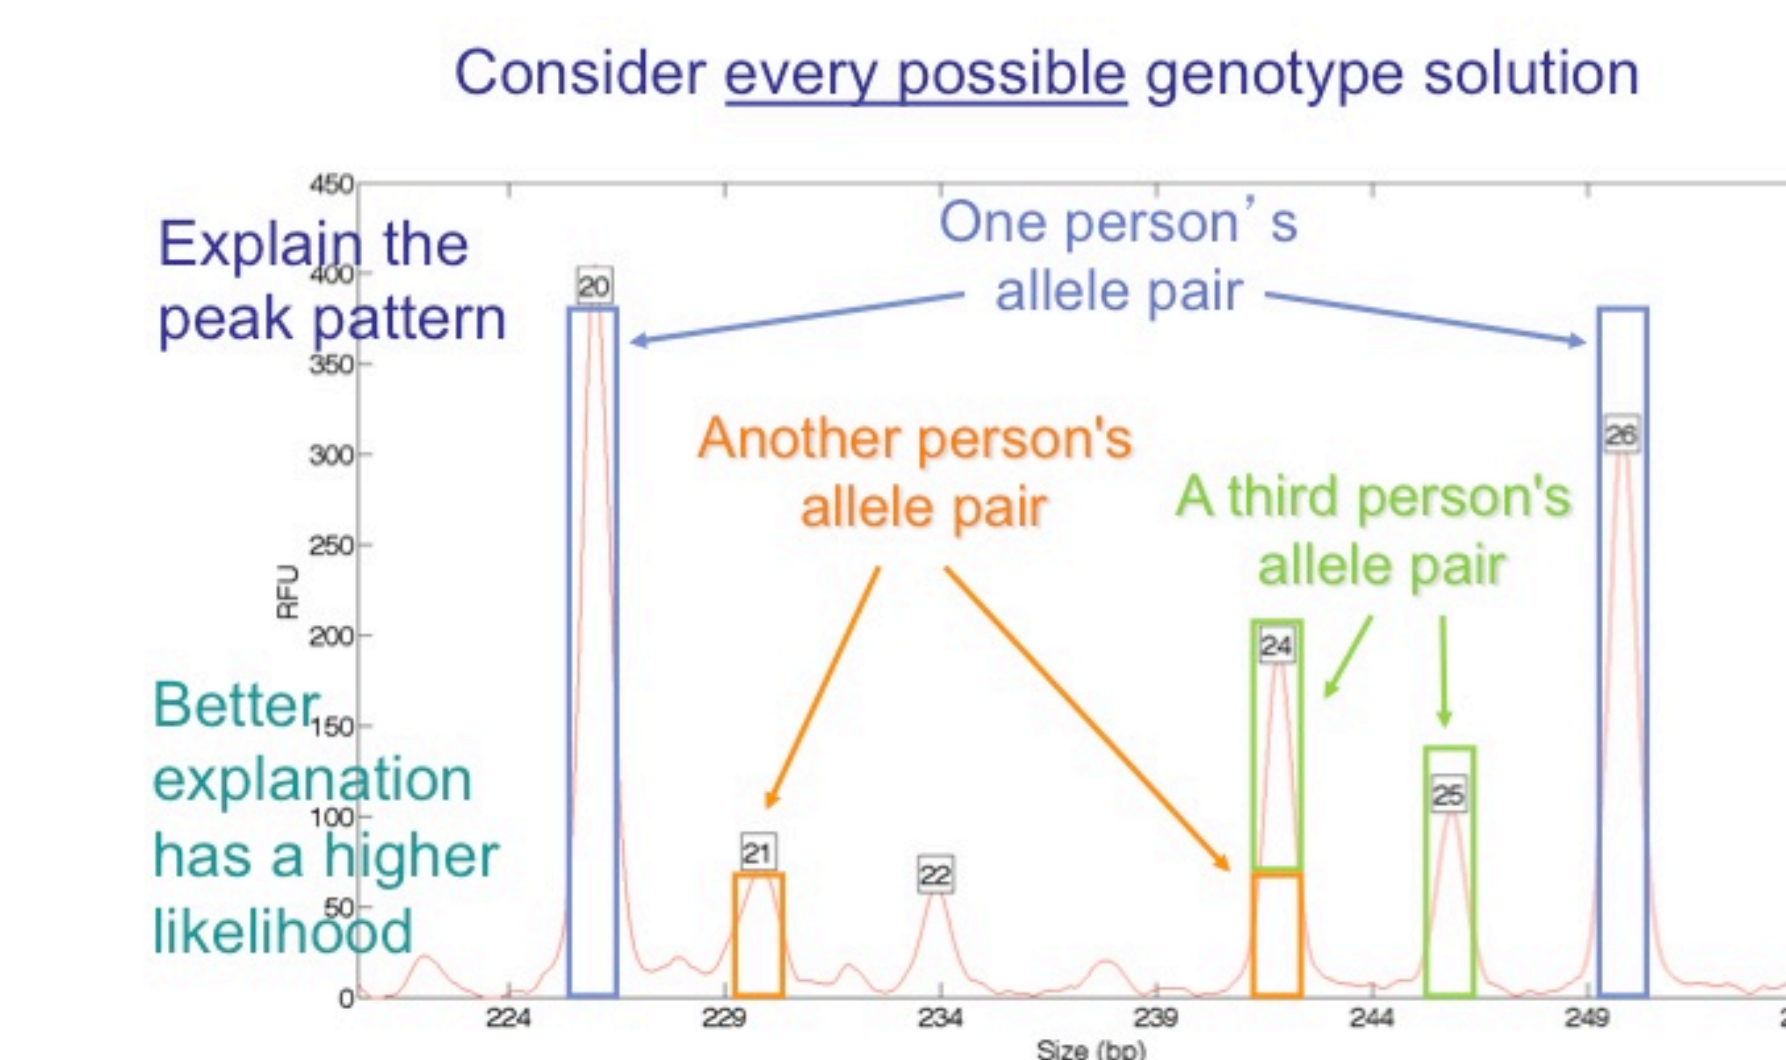 Consider every possible genotype solution
Explain the
peak pattern
One person's
allele pair
Another person's
allele pair
A third person's
allele pair
Better
explanation
has a higher
likelihood
450
400
350
300
250
200
150
100
50
0
RFU
20
21
22
24
25
26
224
229
234
239
244
249
Size (bp)